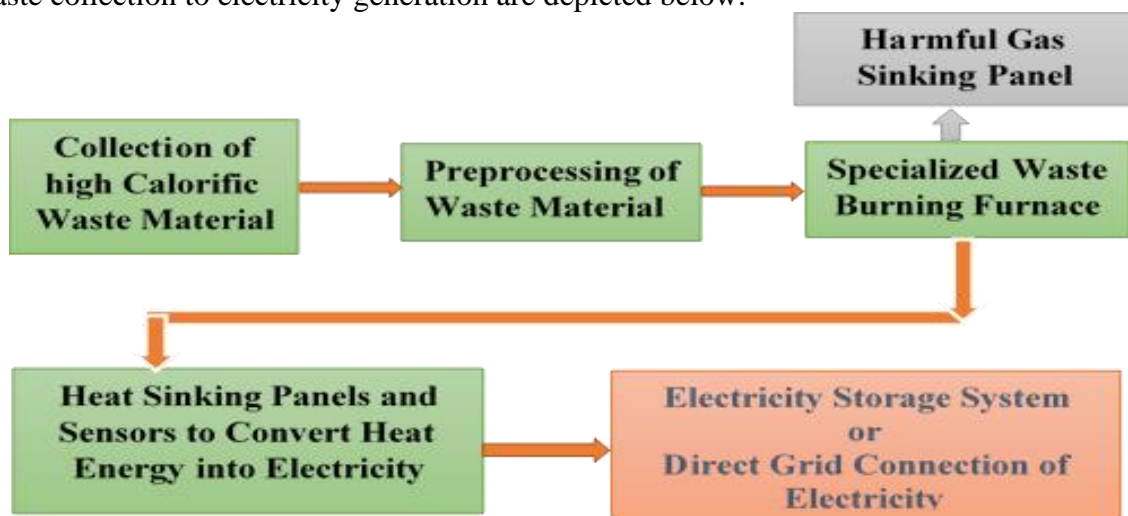 aste collection to electricity generation are depicted below.
Harmful Gas
Sinking Panel
Collection of
high Calorific
Waste Material
Preprocessing of
Waste Material
Specialized Waste
Burning Furnace
Heat Sinking Panels and
Sensors to Convert Heat
Energy into Electricity
Electricity Storage System
or
Direct Grid Connection of
Electricity